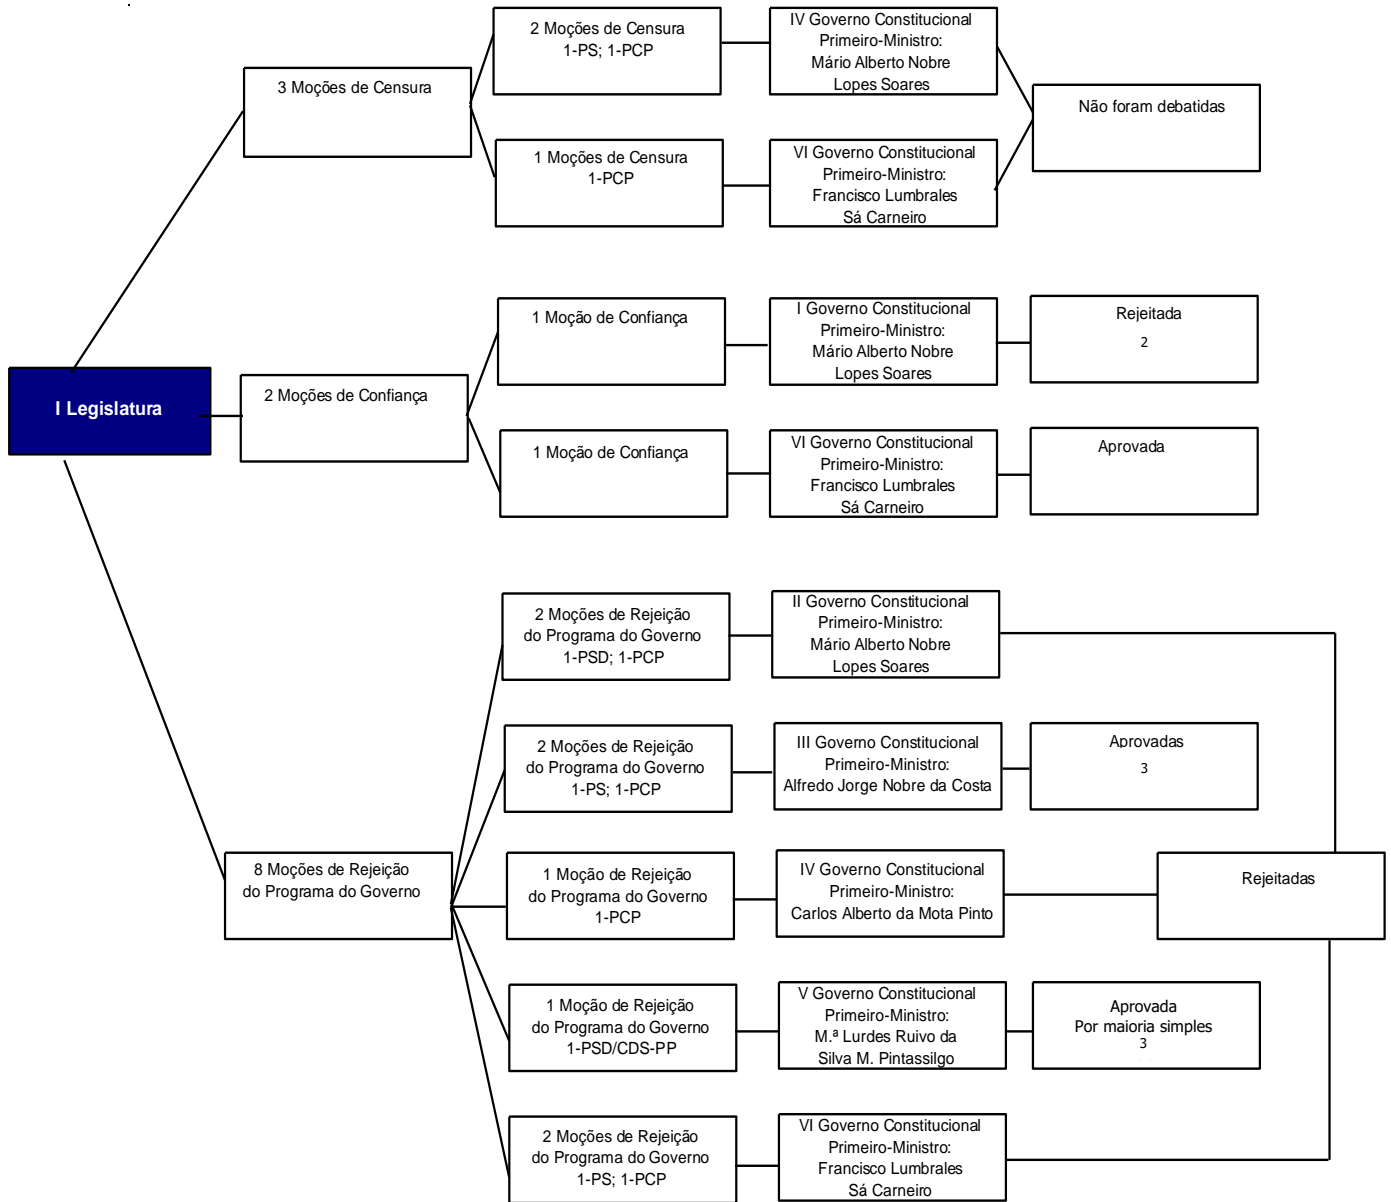 2 Moções de Censura
1-PS; 1-PCP
IV Governo Constitucional
Primeiro-Ministro:
Mário Alberto Nobre
Lopes Soares
3 Moções de Censura
Não foram debatidas
1 Moções de Censura
1-PCP
VI Governo Constitucional
Primeiro-Ministro:
Francisco Lumbrales
Sá Carneiro
1 Moção de Confiança
I Governo Constitucional
Primeiro-Ministro:
Mário Alberto Nobre
Lopes Soares
Rejeitada
2
I Legislatura
2 Moções de Confiança
1 Moção de Confiança
VI Governo Constitucional
Primeiro-Ministro:
Francisco Lumbrales
Sá Carneiro
Aprovada
2 Moções de Rejeição
do Programa do Governo
1-PSD; 1-PCP
II Governo Constitucional
Primeiro-Ministro:
Mário Alberto Nobre
Lopes Soares
2 Moções de Rejeição
do Programa do Governo
1-PS; 1-PCP
III Governo Constitucional
Primeiro-Ministro:
Alfredo Jorge Nobre da Costa
Aprovadas
3
8 Moções de Rejeição
do Programa do Governo
1 Moção de Rejeição
do Programa do Governo
1-PCP
IV Governo Constitucional
Primeiro-Ministro:
Carlos Alberto da Mota Pinto
Rejeitadas
1 Moção de Rejeição
do Programa do Governo
1-PSD/CDS-PP
V Governo Constitucional
Primeiro-Ministro:
M.ª Lurdes Ruivo da
Silva M. Pintassilgo
Aprovada
Por maioria simples
3
2 Moções de Rejeição
do Programa do Governo
1-PS; 1-PCP
VI Governo Constitucional
Primeiro-Ministro:
Francisco Lumbrales
Sá Carneiro